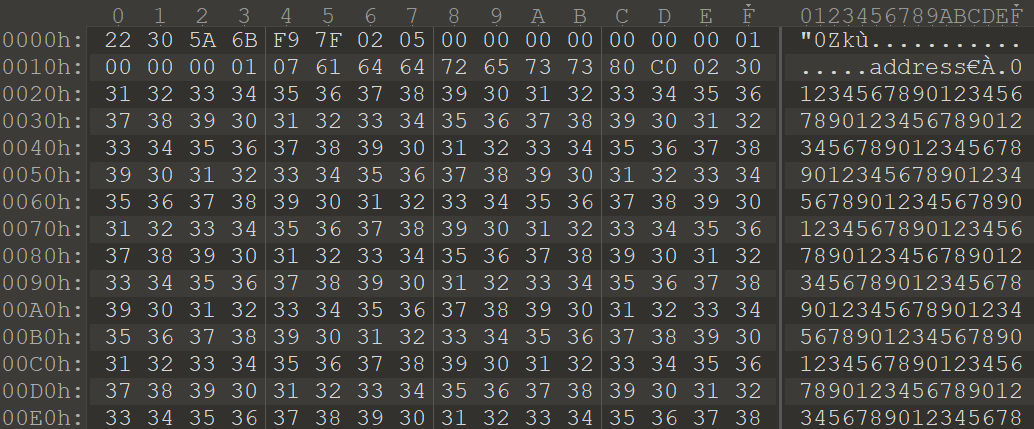 0 1 2 3 4 5 6 7 8 9 A B C D E F 0123456789ABCDEF
0000h: 22 30 5A 6B F9 7F 02 05 00 00 00 00 00 00 00 01 "0Zkù...........
0010h: 00 00 00 01 07 61 64 64 72 65 73 73 80 C0 02 30 .....address€À.0
0020h: 31 32 33 34 35 36 37 38 39 30 31 32 33 34 35 36 1234567890123456
0030h: 37 38 39 30 31 32 33 34 35 36 37 38 39 30 31 32 7890123456789012
0040h: 33 34 35 36 37 38 39 30 31 32 33 34 35 36 37 38 3456789012345678
0050h: 39 30 31 32 33 34 35 36 37 38 39 30 31 32 33 34 9012345678901234
0060h: 35 36 37 38 39 30 31 32 33 34 35 36 37 38 39 30 5678901234567890
0070h: 31 32 33 34 35 36 37 38 39 30 31 32 33 34 35 36 1234567890123456
0080h: 37 38 39 30 31 32 33 34 35 36 37 38 39 30 31 32 7890123456789012
0090h: 33 34 35 36 37 38 39 30 31 32 33 34 35 36 37 38 3456789012345678
00A0h: 39 30 31 32 33 34 35 36 37 38 39 30 31 32 33 34 9012345678901234
00B0h: 35 36 37 38 39 30 31 32 33 34 35 36 37 38 39 30 5678901234567890
00C0h: 31 32 33 34 35 36 37 38 39 30 31 32 33 34 35 36 1234567890123456
00D0h: 37 38 39 30 31 32 33 34 35 36 37 38 39 30 31 32 7890123456789012
00E0h: 33 34 35 36 37 38 39 30 31 32 33 34 35 36 37 38 3456789012345678